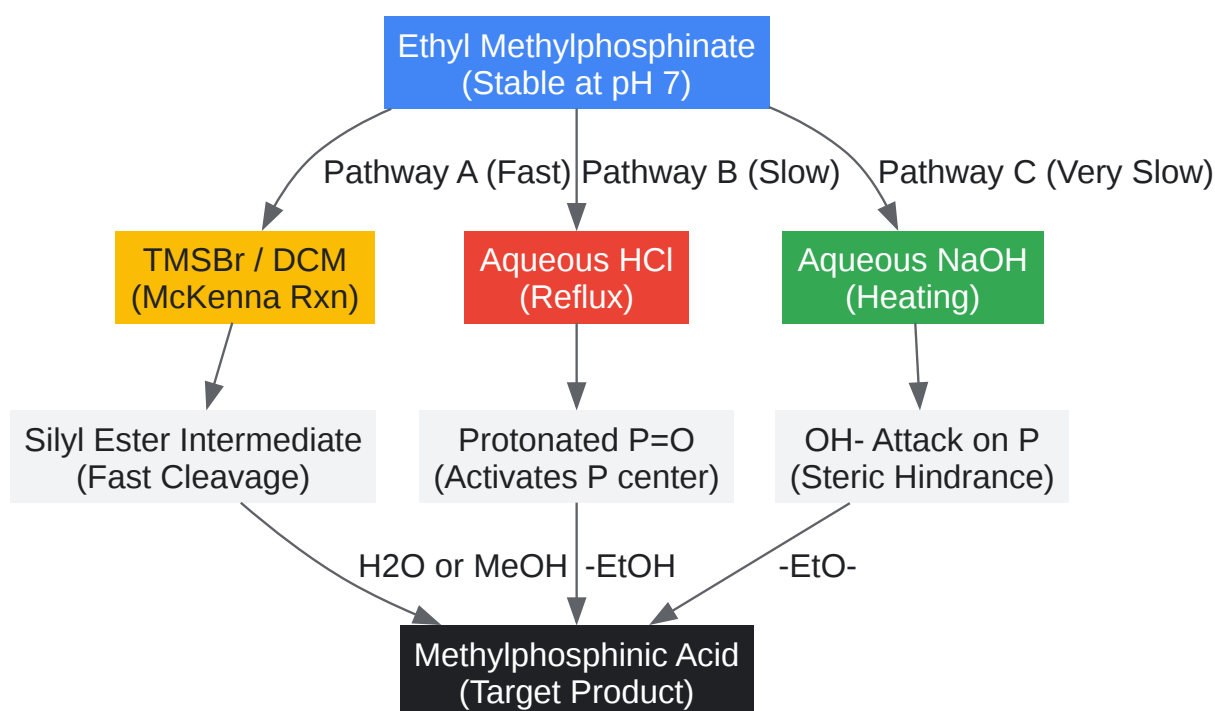 Ethyl Methylphosphinate
(Stable at pH 7)
Pathway A (Fast)
Pathway B (Slow)
Pathway C (Very Slow)
TMSBr / DCM
(McKenna Rxn)
Aqueous HCl
(Reflux)
Aqueous NaOH
(Heating)
Silyl Ester Intermediate
(Fast Cleavage)
Protonated P=O
(Activates P center)
OH- Attack on P
(Steric Hindrance)
H2O or MeOH
-EtOH
-EtO-
Methylphosphinic Acid
(Target Product)